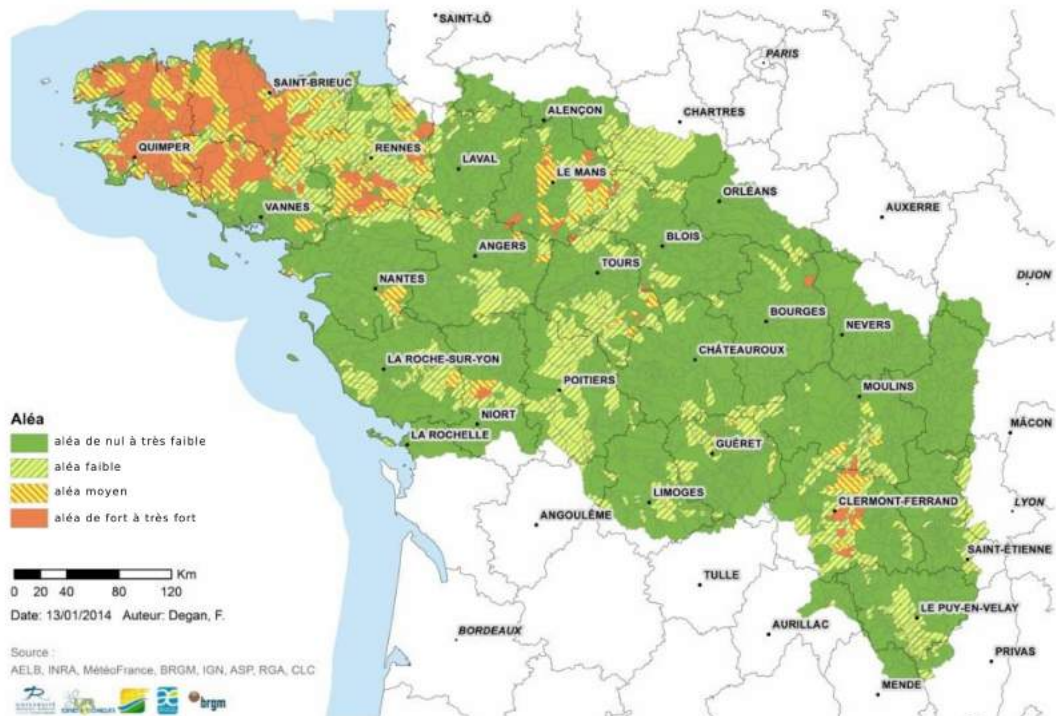 SAINT-LÔ
PARIS
SAINT-BRIEUC
ALENÇON
CHARTRES
QUIMPER
RENNES
LAVAL
LE MANS
ORLÉANS
VANNES
AUXERRE
ANGERS
BLOIS
TOURS
DIJON
NANTES
BOURGES
NEVERS
LA ROCHE-SUR-YON
CHÂTEAUROUX
POITIERS
MOULINS
Aléa
NIORT
MÂCON
aléa de nul à très faible
LA ROCHELLE
GUÉRET
aléa faible
aléa moyen
LIMOGES
CLERMONT-FERRAND
LYON
aléa de fort à très fort
ANGOULÊME
SAINT-ÉTIENNE
Km
0 20 40 80 120
TULLE
Date: 13/01/2014 Auteur: Degan, F.
LE PUY-EN-VELAY
BORDEAUX
AURILLAC
Source :
PRIVAS
AELB, INRA, MétéoFrance, BRGM, IGN, ASP, RGA, CLC
MENDE
UNIVERSITÉ
brgm